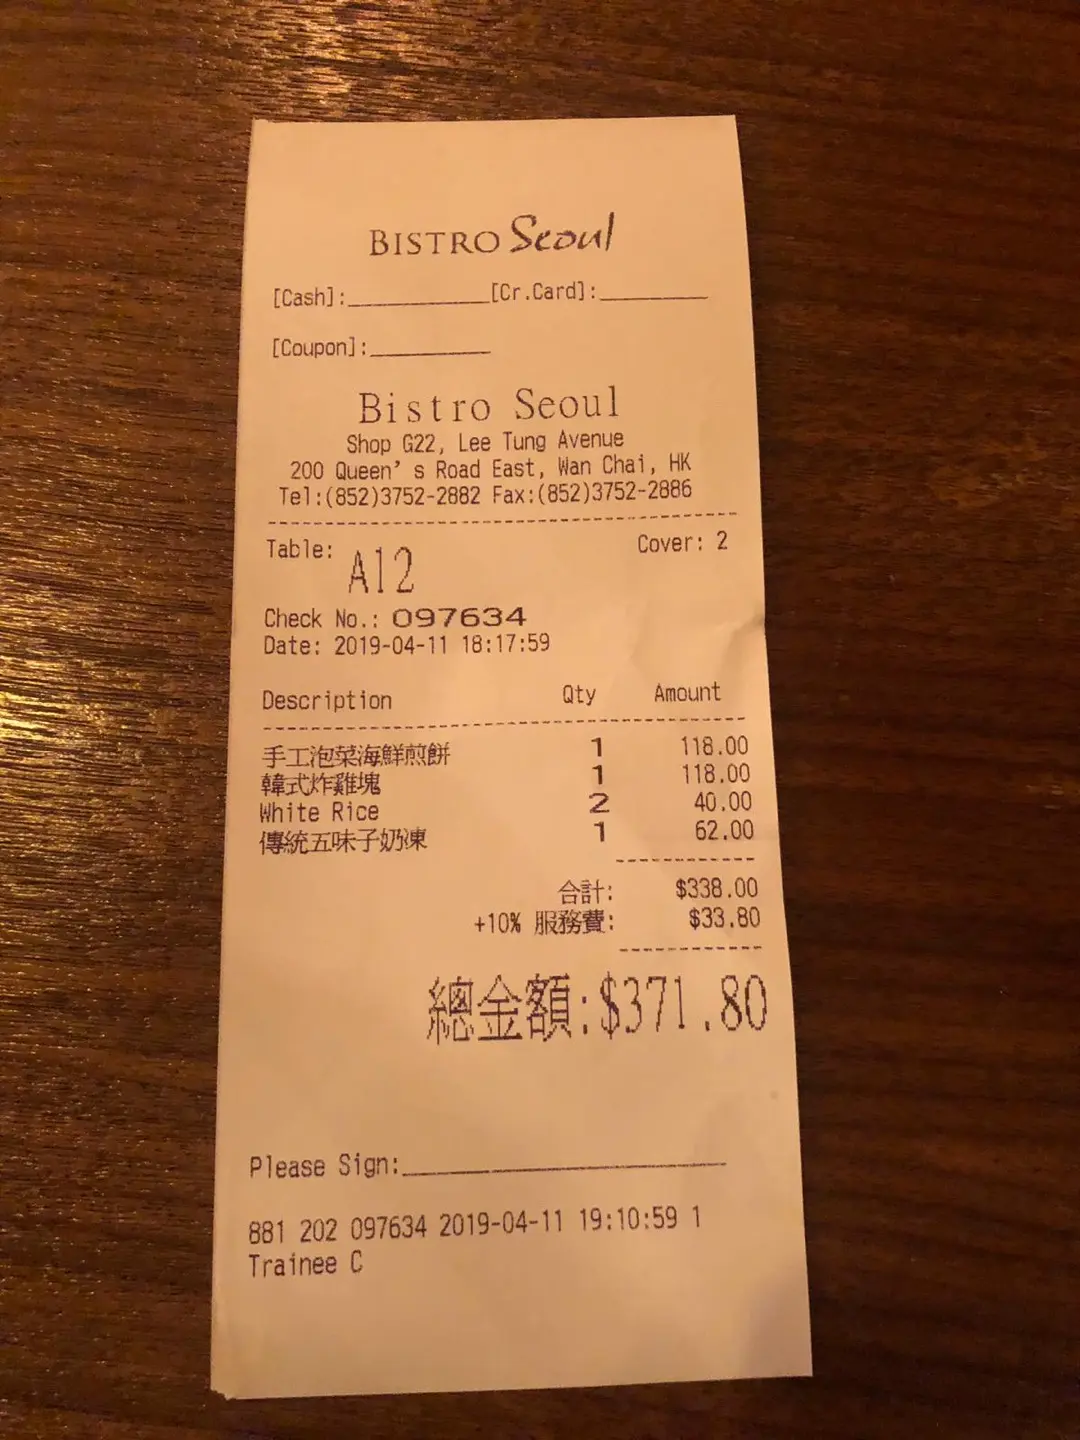 BISTRO Seoul
[Cash]:__________[Cr.Card]:________
[Coupon]:_________
Bistro Seoul
Shop G22, Lee Tung Avenue
200 Queen's Road East, Wan Chai, HK
Tel:(852)3752-2882 Fax:(852)3752-2886
Table: A12 Cover: 2
Check No.: 097634
Date: 2019-04-11 18:17:59
Description Qty Amount
手工泡菜海鮮煎餅 1 118.00
韓式炸雞塊 1 118.00
White Rice 2 40.00
傳統五味子奶凍 1 62.00
合計: $338.00
+10% 服務費: $33.80
總金額:$371.80
Please Sign:______________________
881 202 097634 2019-04-11 19:10:59 1
Trainee C